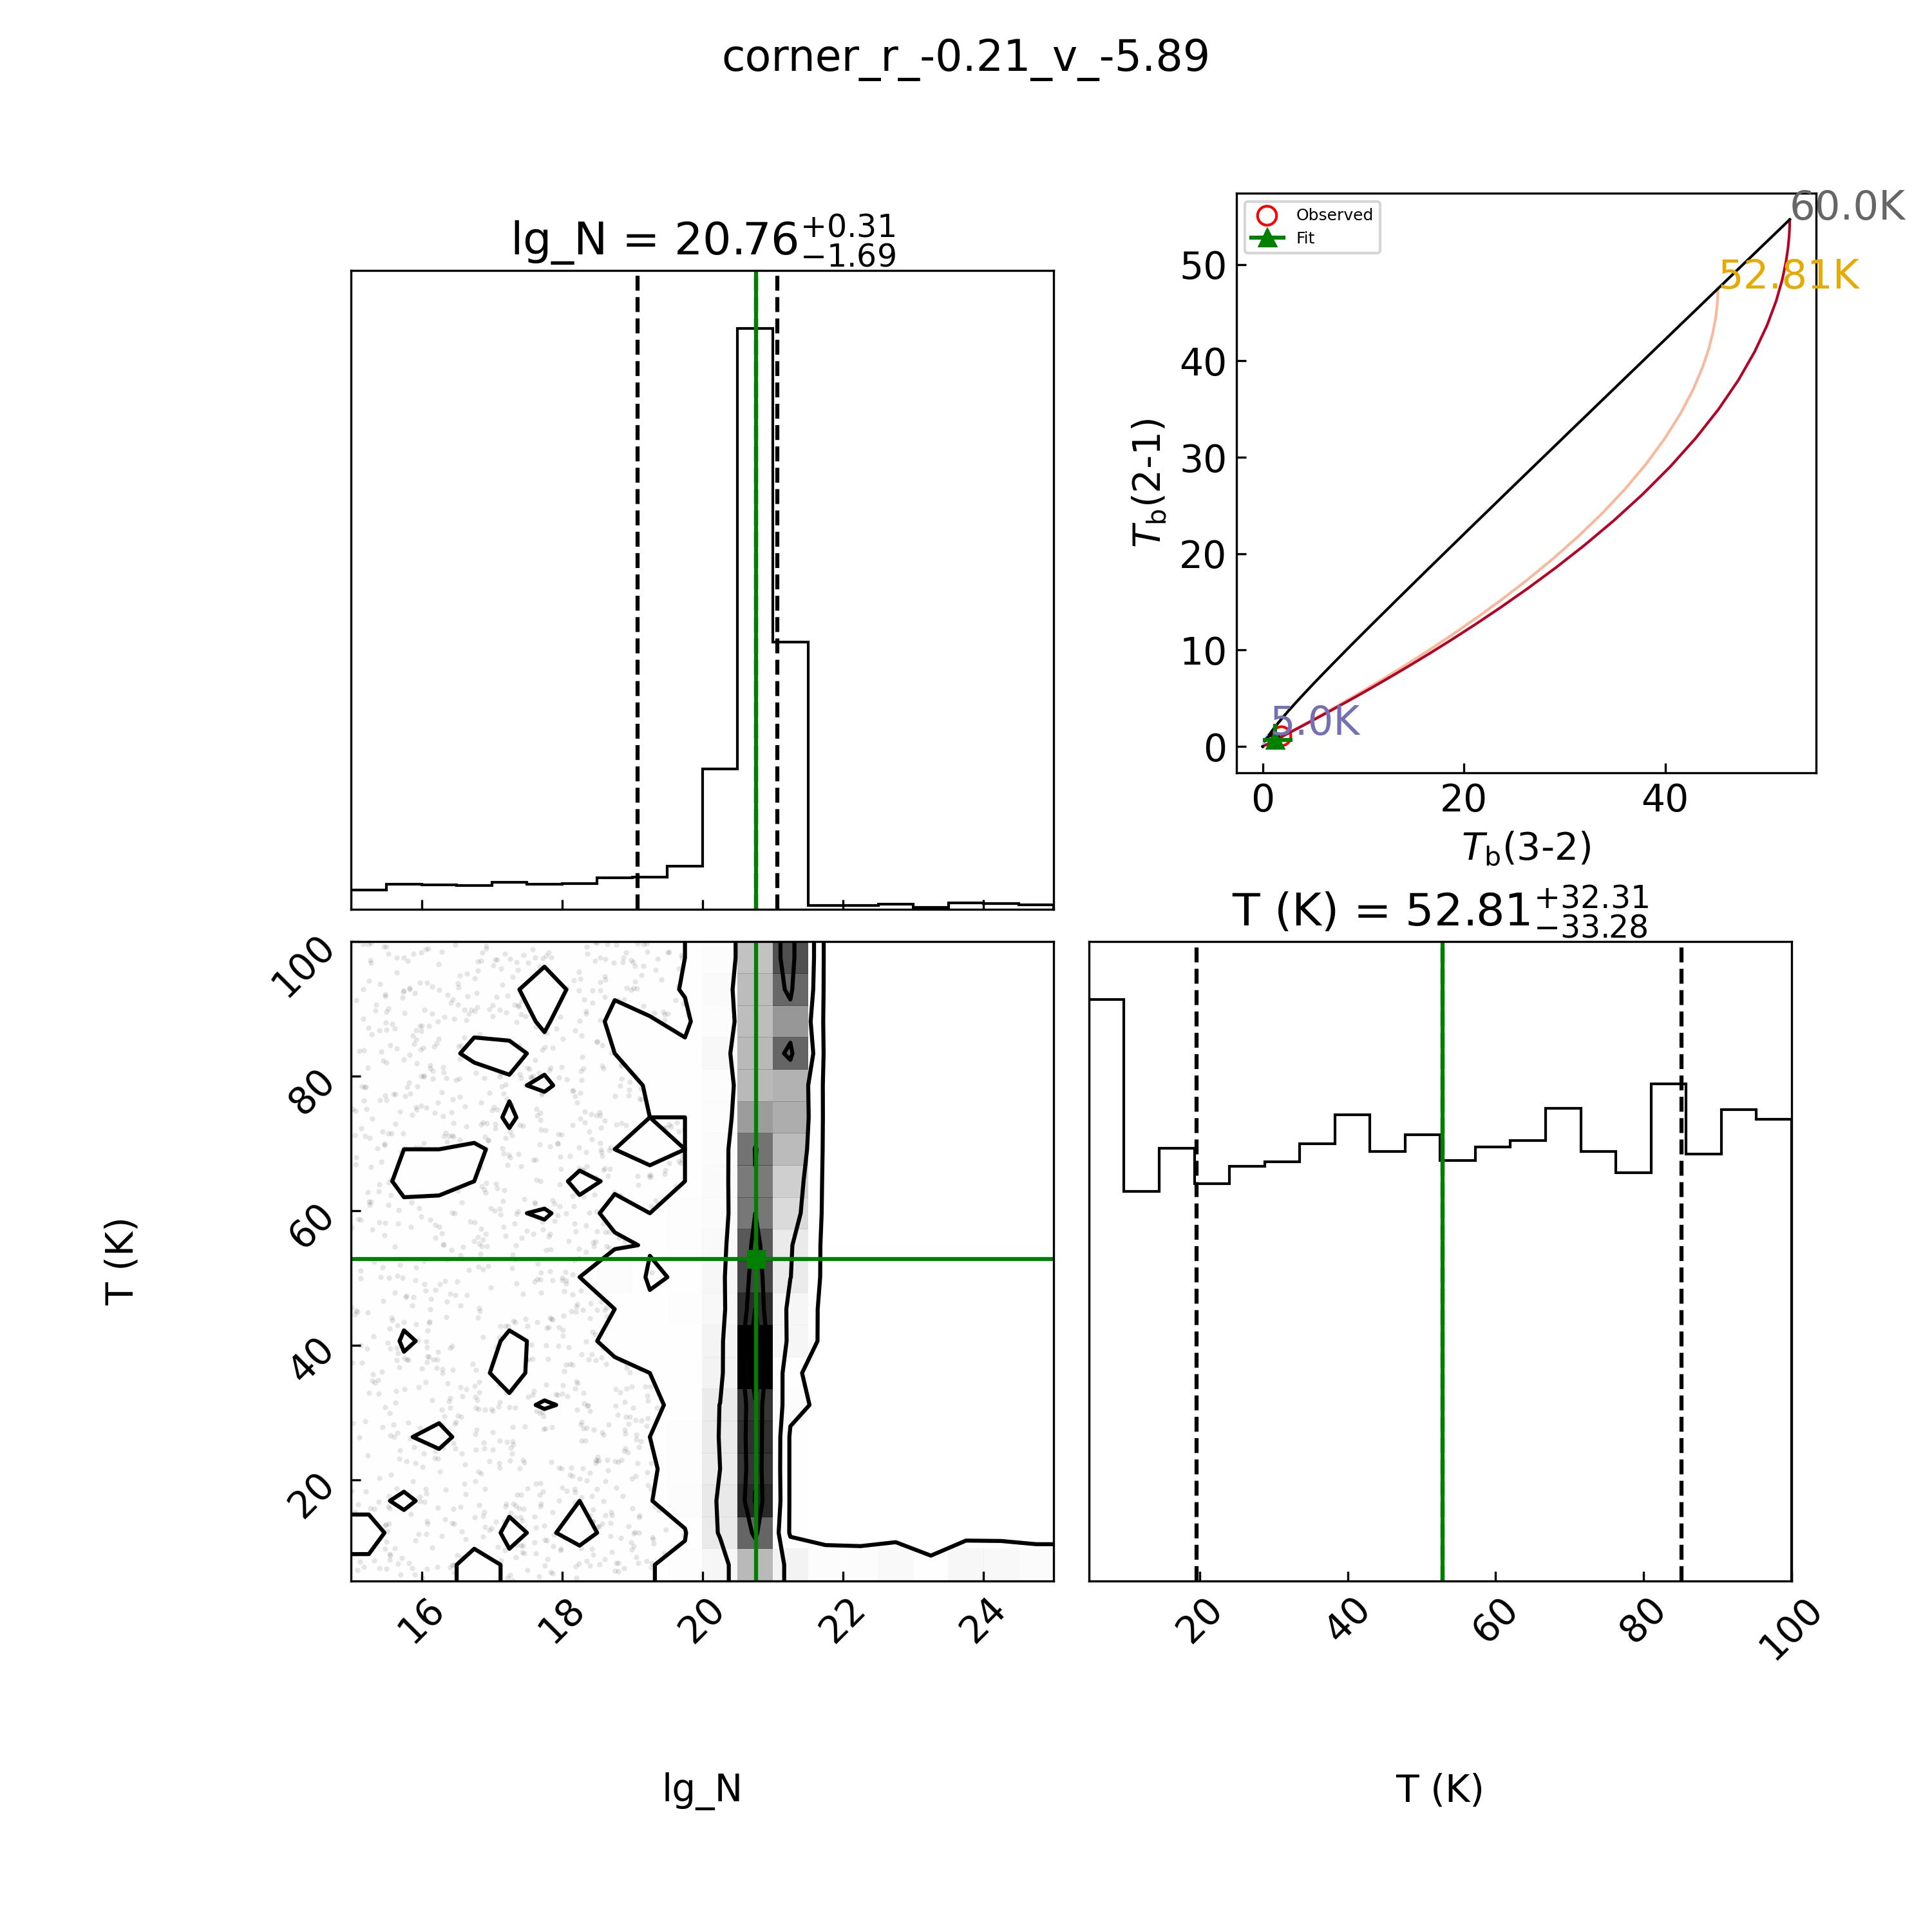 corner_r_-0.21_v_-5.89
lg_N = 20.76 +0.31 −1.69
60.0K
Observed
Fit
52.81K
5.0K
50
40
30
20
10
0
T_b(2-1)
0 20 40
T_b(3-2)
T (K) = 52.81 +32.31 −33.28
100
80
60
40
20
T (K)
16 18 20 22 24
lg_N
20 40 60 80 100
T (K)